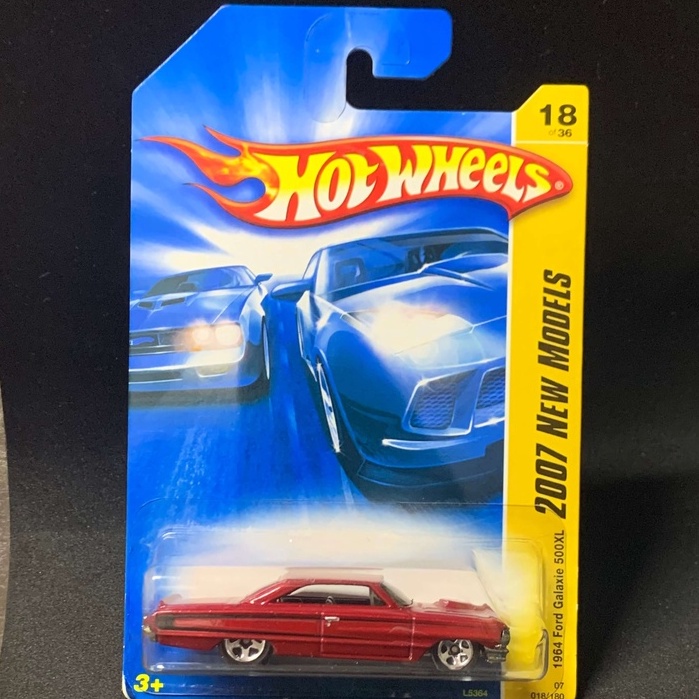 18
of 36
HOT WHEELS®
2007 NEW MODELS
1964 Ford Galaxie 500XL
07
018/180
3+
L5364